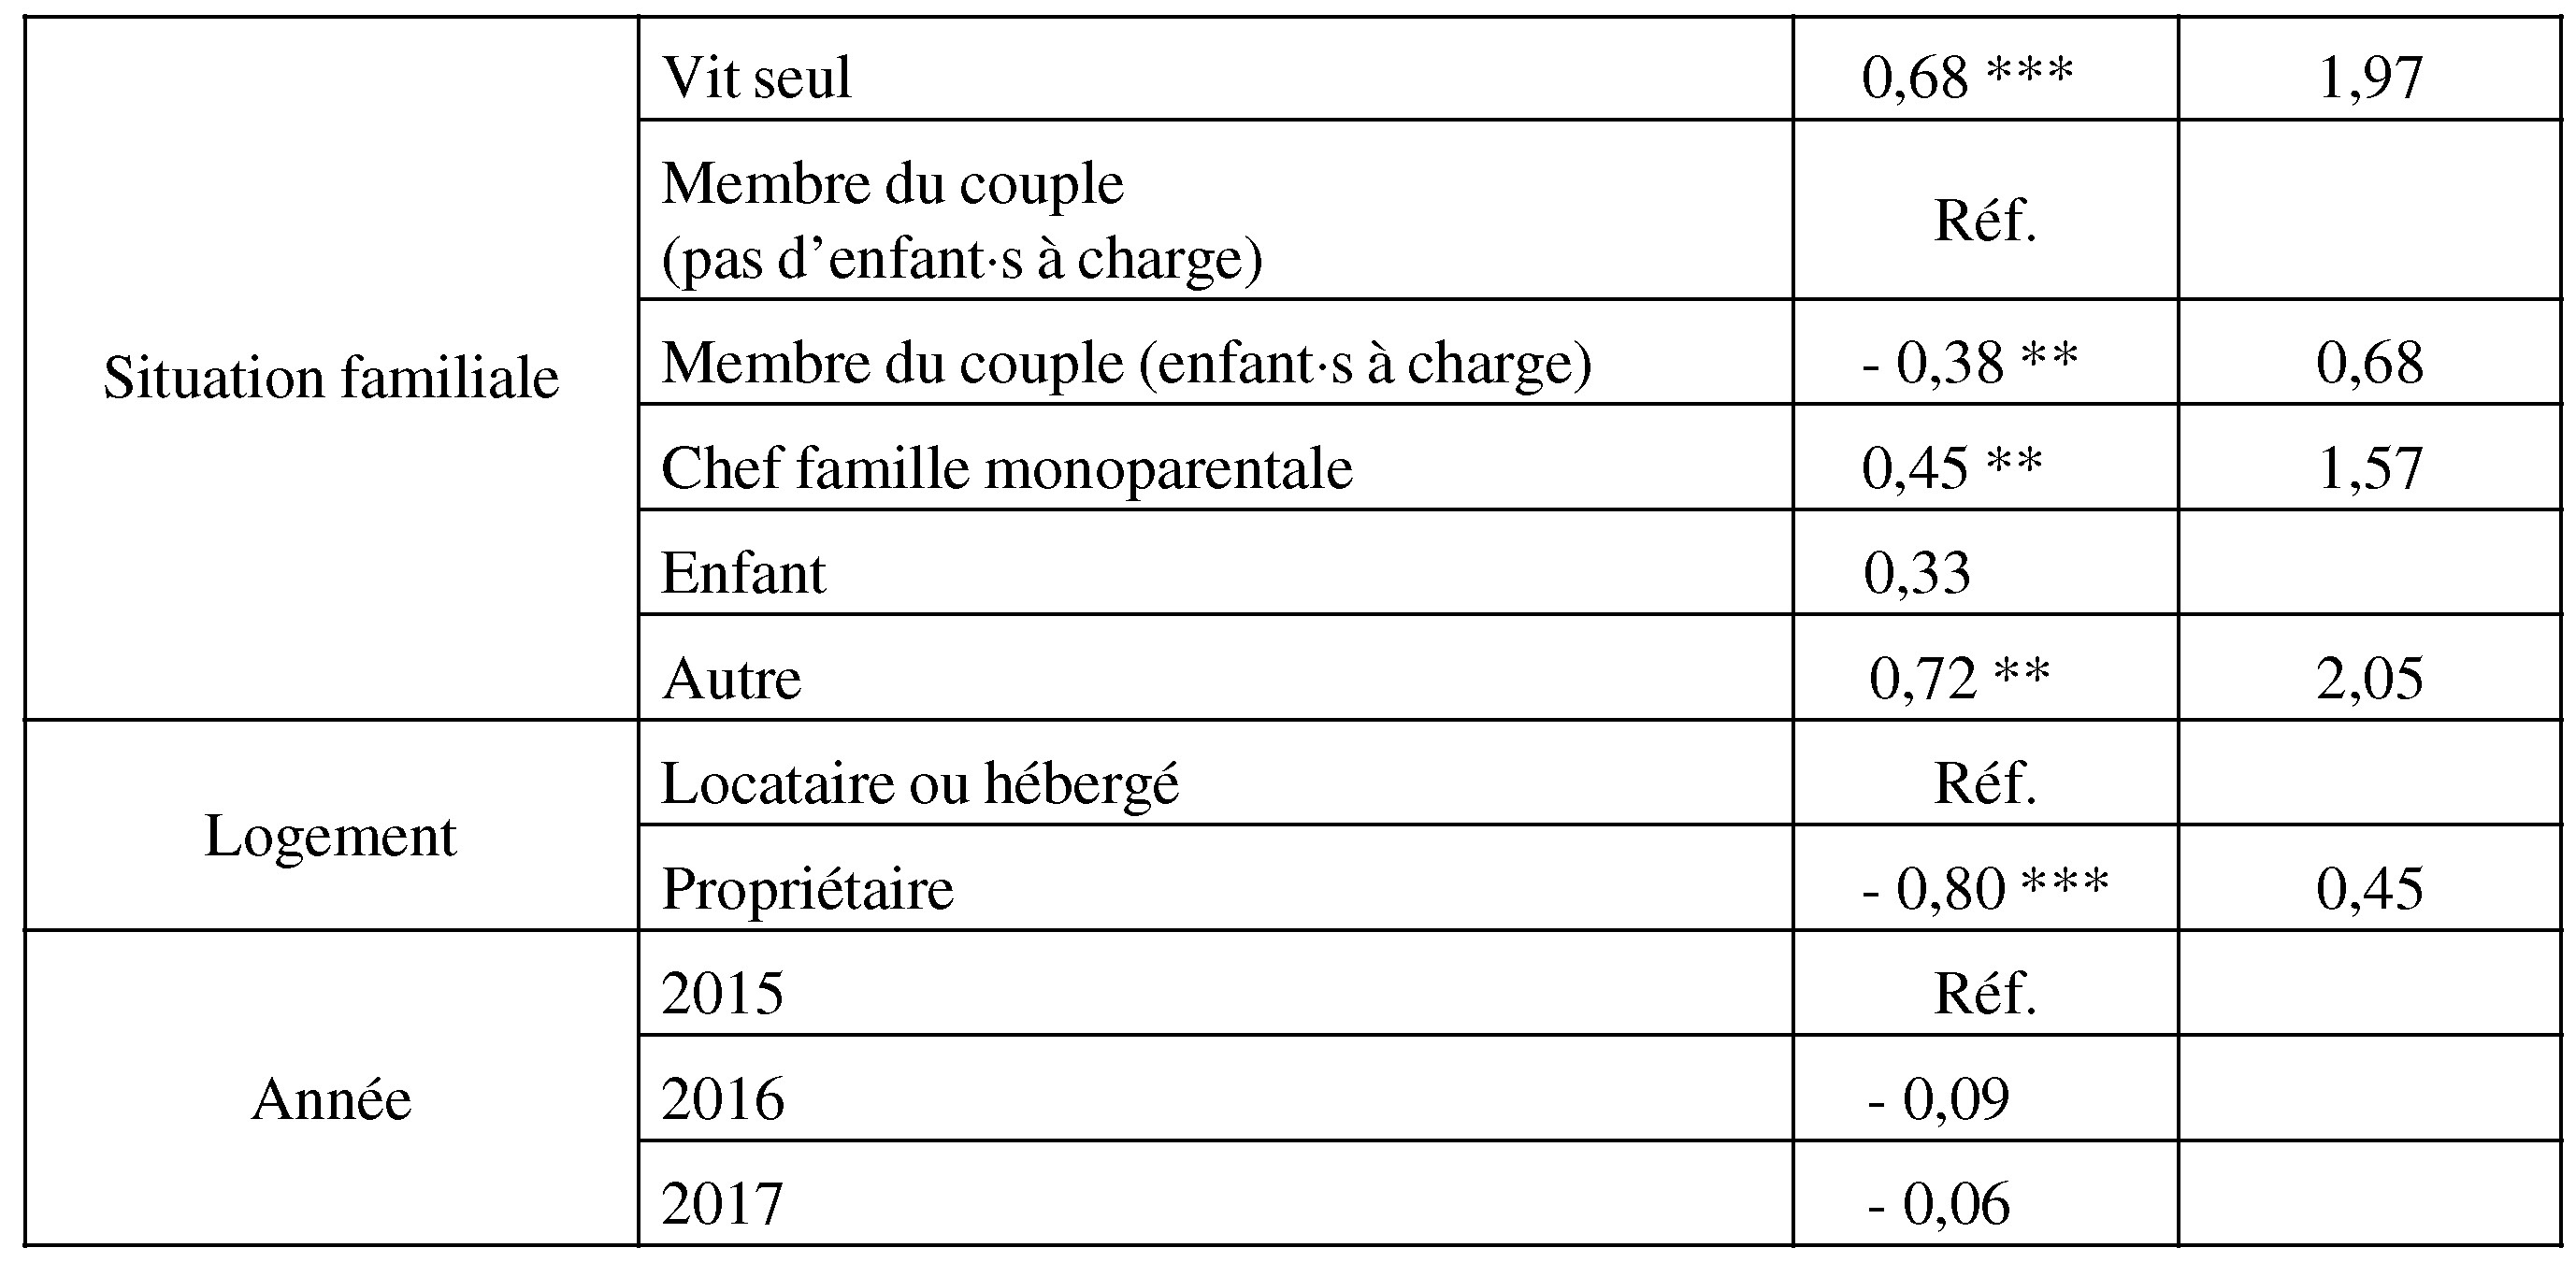 Situation familiale
Vit seul 0,68 *** 1,97
Membre du couple
(pas d’enfant·s à charge) Réf.
Membre du couple (enfant·s à charge) - 0,38 ** 0,68
Chef famille monoparentale 0,45 ** 1,57
Enfant 0,33
Autre 0,72 ** 2,05
Logement
Locataire ou hébergé Réf.
Propriétaire - 0,80 *** 0,45
Année
2015 Réf.
2016 - 0,09
2017 - 0,06